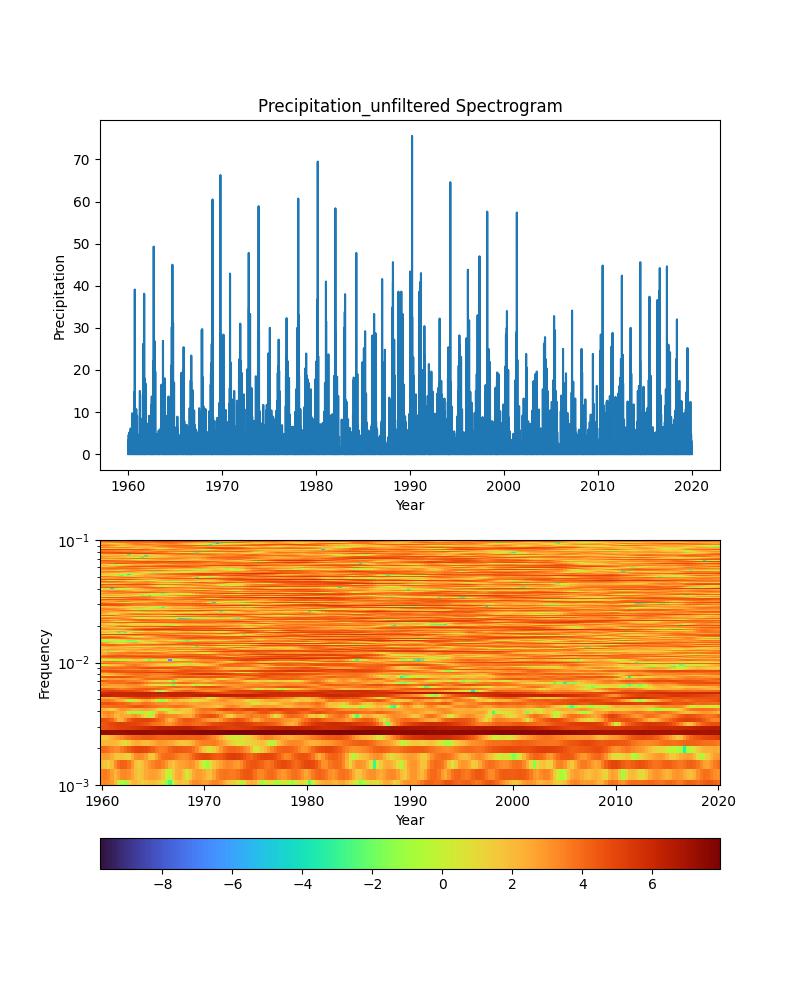 Precipitation_unfiltered Spectrogram
70
60
50
40
30
20
10
0
Precipitation
1960 1970 1980 1990 2000 2010 2020
Year
10⁻¹
10⁻²
10⁻³
Frequency
1960 1970 1980 1990 2000 2010 2020
Year
−8 −6 −4 −2 0 2 4 6